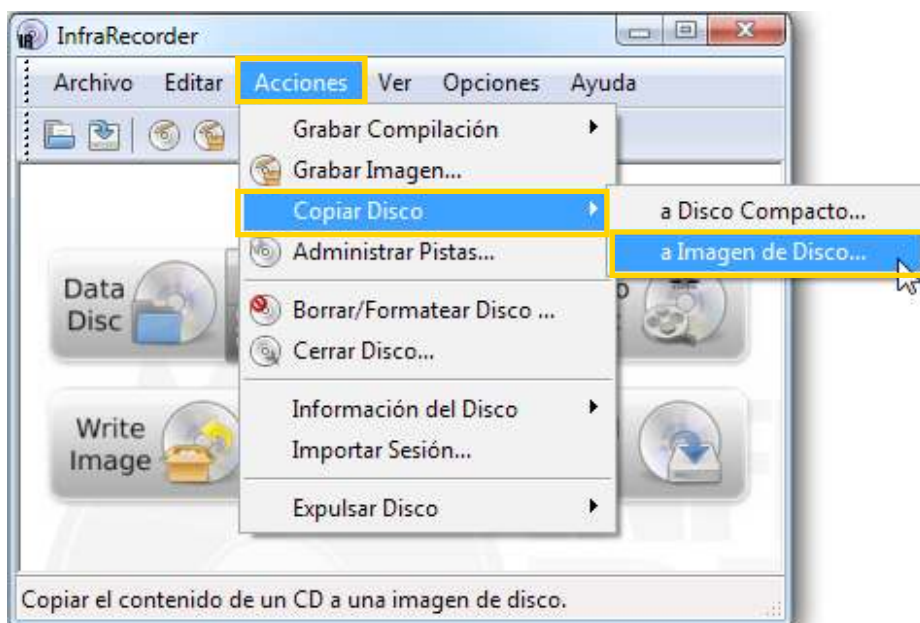 InfraRecorder
Archivo Editar Acciones Ver Opciones Ayuda
Grabar Compilación
Grabar Imagen...
Copiar Disco
a Disco Compacto...
a Imagen de Disco...
Administrar Pistas...
Borrar/Formatear Disco ...
Cerrar Disco...
Información del Disco
Importar Sesión...
Expulsar Disco
Data
Disc
Write
Image
Copiar el contenido de un CD a una imagen de disco.